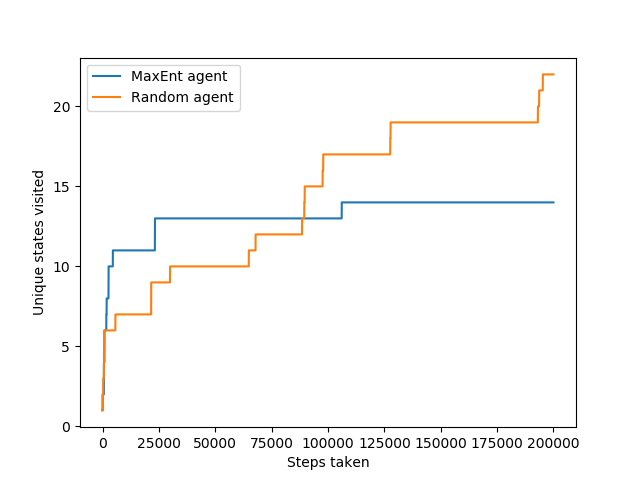 MaxEnt agent
Random agent
Unique states visited
20
15
10
5
0
0 25000 50000 75000 100000 125000 150000 175000 200000
Steps taken